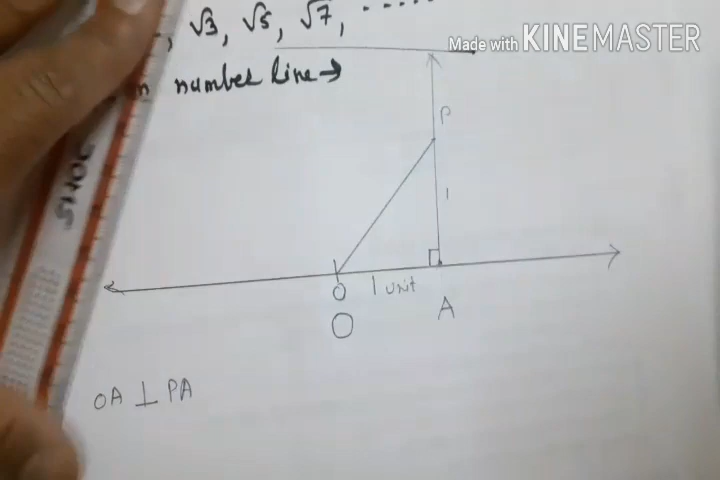 , √3, √5, √7, ......
Made with KINEMASTER
number line →
P
1
0
1 unit
O
A
OA ⊥ PA